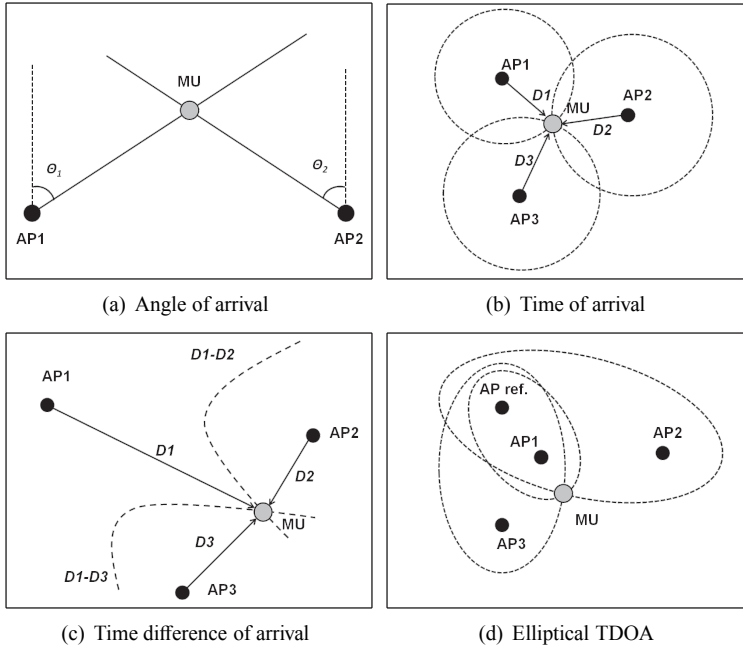 MU
Θ1
Θ2
AP1
AP2
(a) Angle of arrival
AP1
D1
MU
AP2
D2
D3
AP3
(b) Time of arrival
D1-D2
AP1
D1
AP2
D2
MU
D3
D1-D3
AP3
(c) Time difference of arrival
AP ref.
AP1
AP2
MU
AP3
(d) Elliptical TDOA